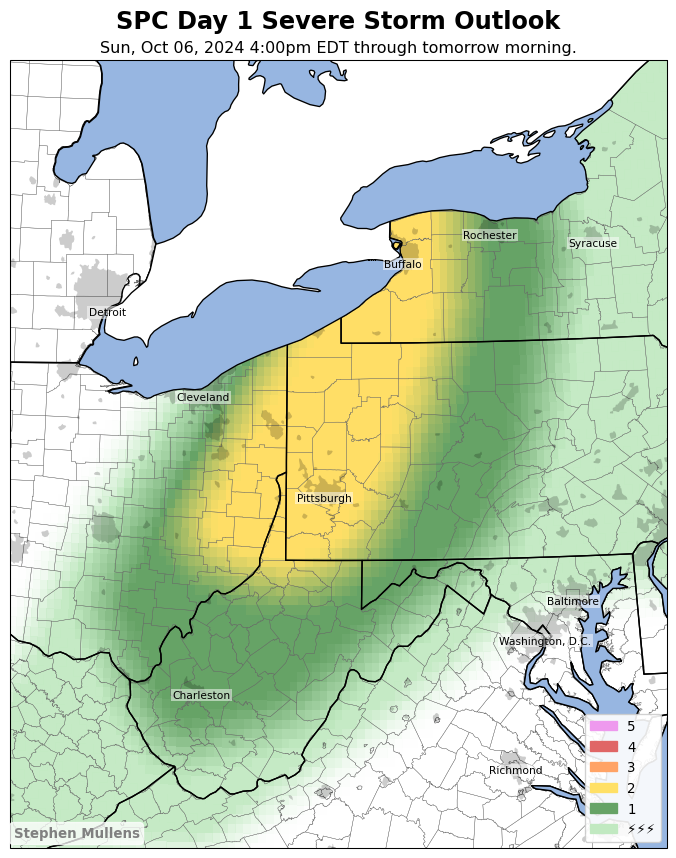 SPC Day 1 Severe Storm Outlook
Sun, Oct 06, 2024 4:00pm EDT through tomorrow morning.
Rochester
Syracuse
Buffalo
Detroit
Cleveland
Pittsburgh
Baltimore
Washington, D.C.
Charleston
Richmond
5
4
3
2
1
⚡⚡⚡
Stephen Mullens